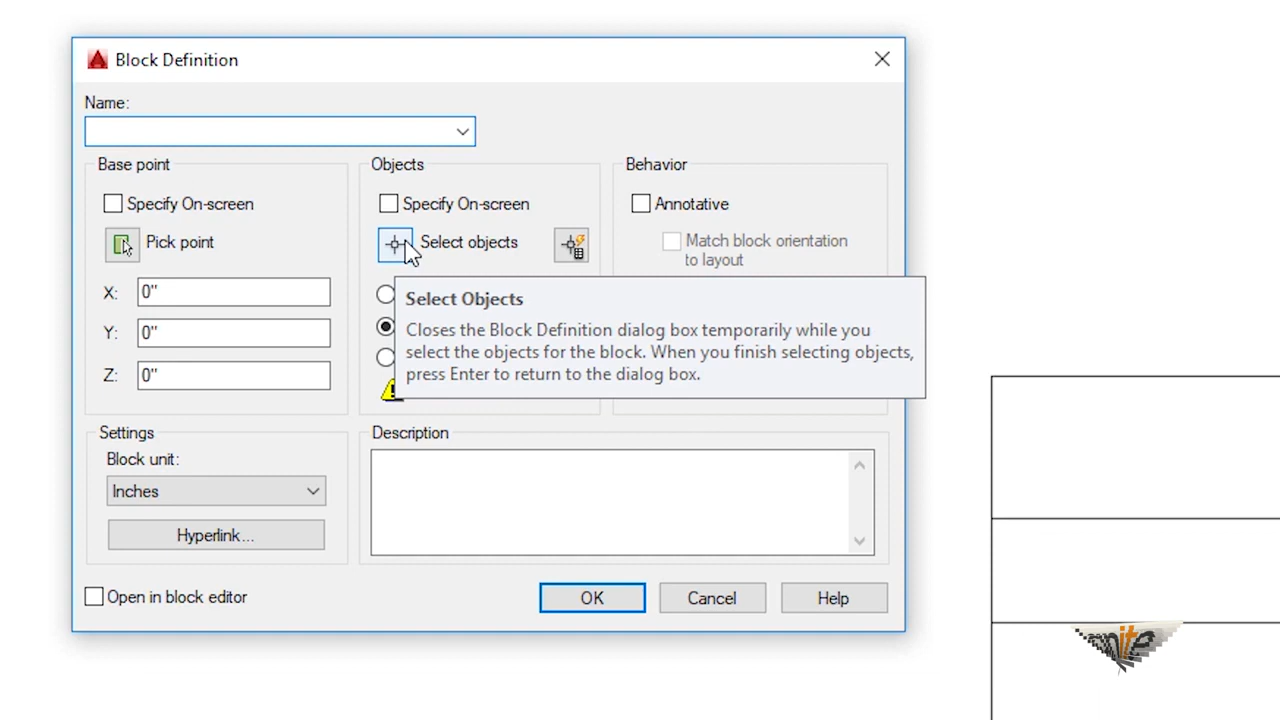 Block Definition
Name:
Base point
Specify On-screen
Pick point
X: 0"
Y: 0"
Z: 0"
Objects
Specify On-screen
Select objects
Behavior
Annotative
Match block orientation
to layout
Select Objects
Closes the Block Definition dialog box temporarily while you
select the objects for the block. When you finish selecting objects,
press Enter to return to the dialog box.
Settings
Block unit:
Inches
Hyperlink...
Description
Open in block editor
OK
Cancel
Help